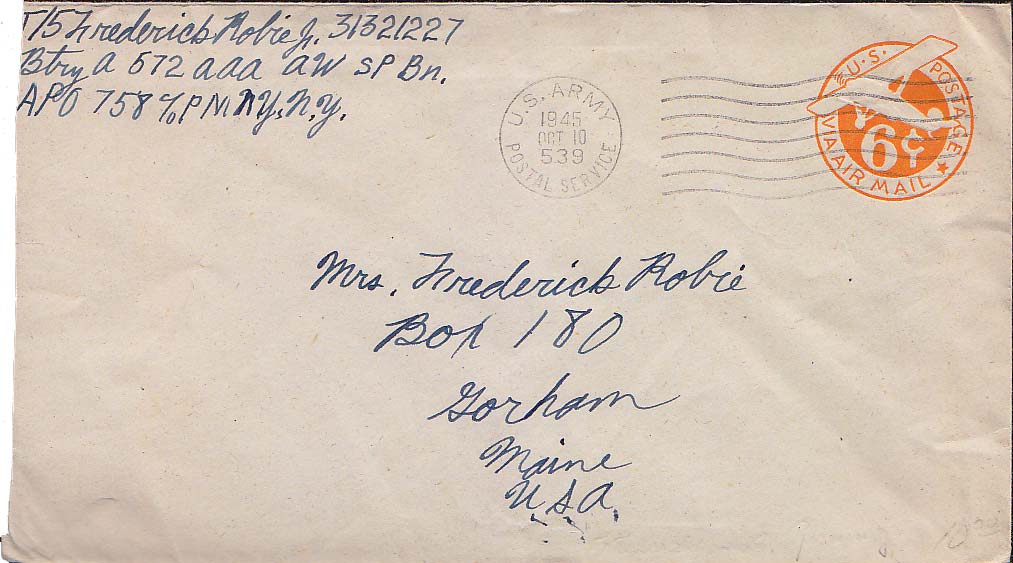 T/5 Frederick Robie Jr. 31321227
Btry A 572 AAA AW SP Bn.
APO 758 c/o PM NY. N.Y.
U.S. ARMY
1945
OCT 10
539
POSTAL SERVICE
U.S. POSTAGE
6¢
VIA AIR MAIL
Mrs. Frederick Robie
Box 180
Gorham
Maine
U.S.A.